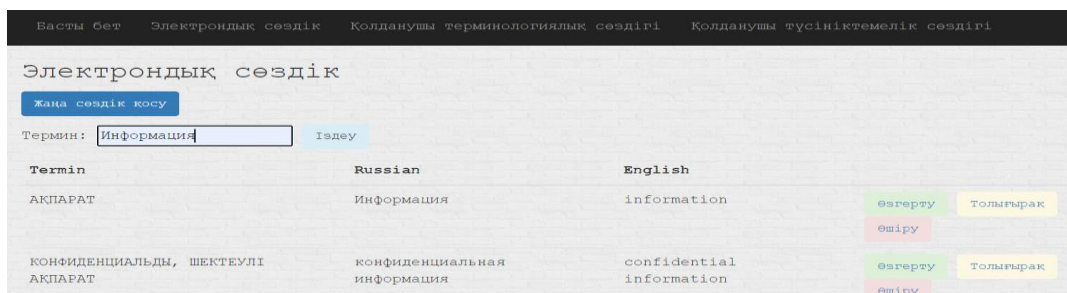 Басты бет Электрондық сөздік Қолданушы терминологиялық сөздігі Қолданушы түсініктемелік сөздігі
Электрондық сөздік
Жаңа сөздік қосу
Термин: Информация Іздеу
Termin Russian English
АҚПАРАТ Информация information Өзгерту Толығырақ
Өшіру
КОНФИДЕНЦИАЛЬДЫ, ШЕКТЕУЛІ конфиденциальная confidential Өзгерту Толығырақ
АҚПАРАТ информация information
Өшіру